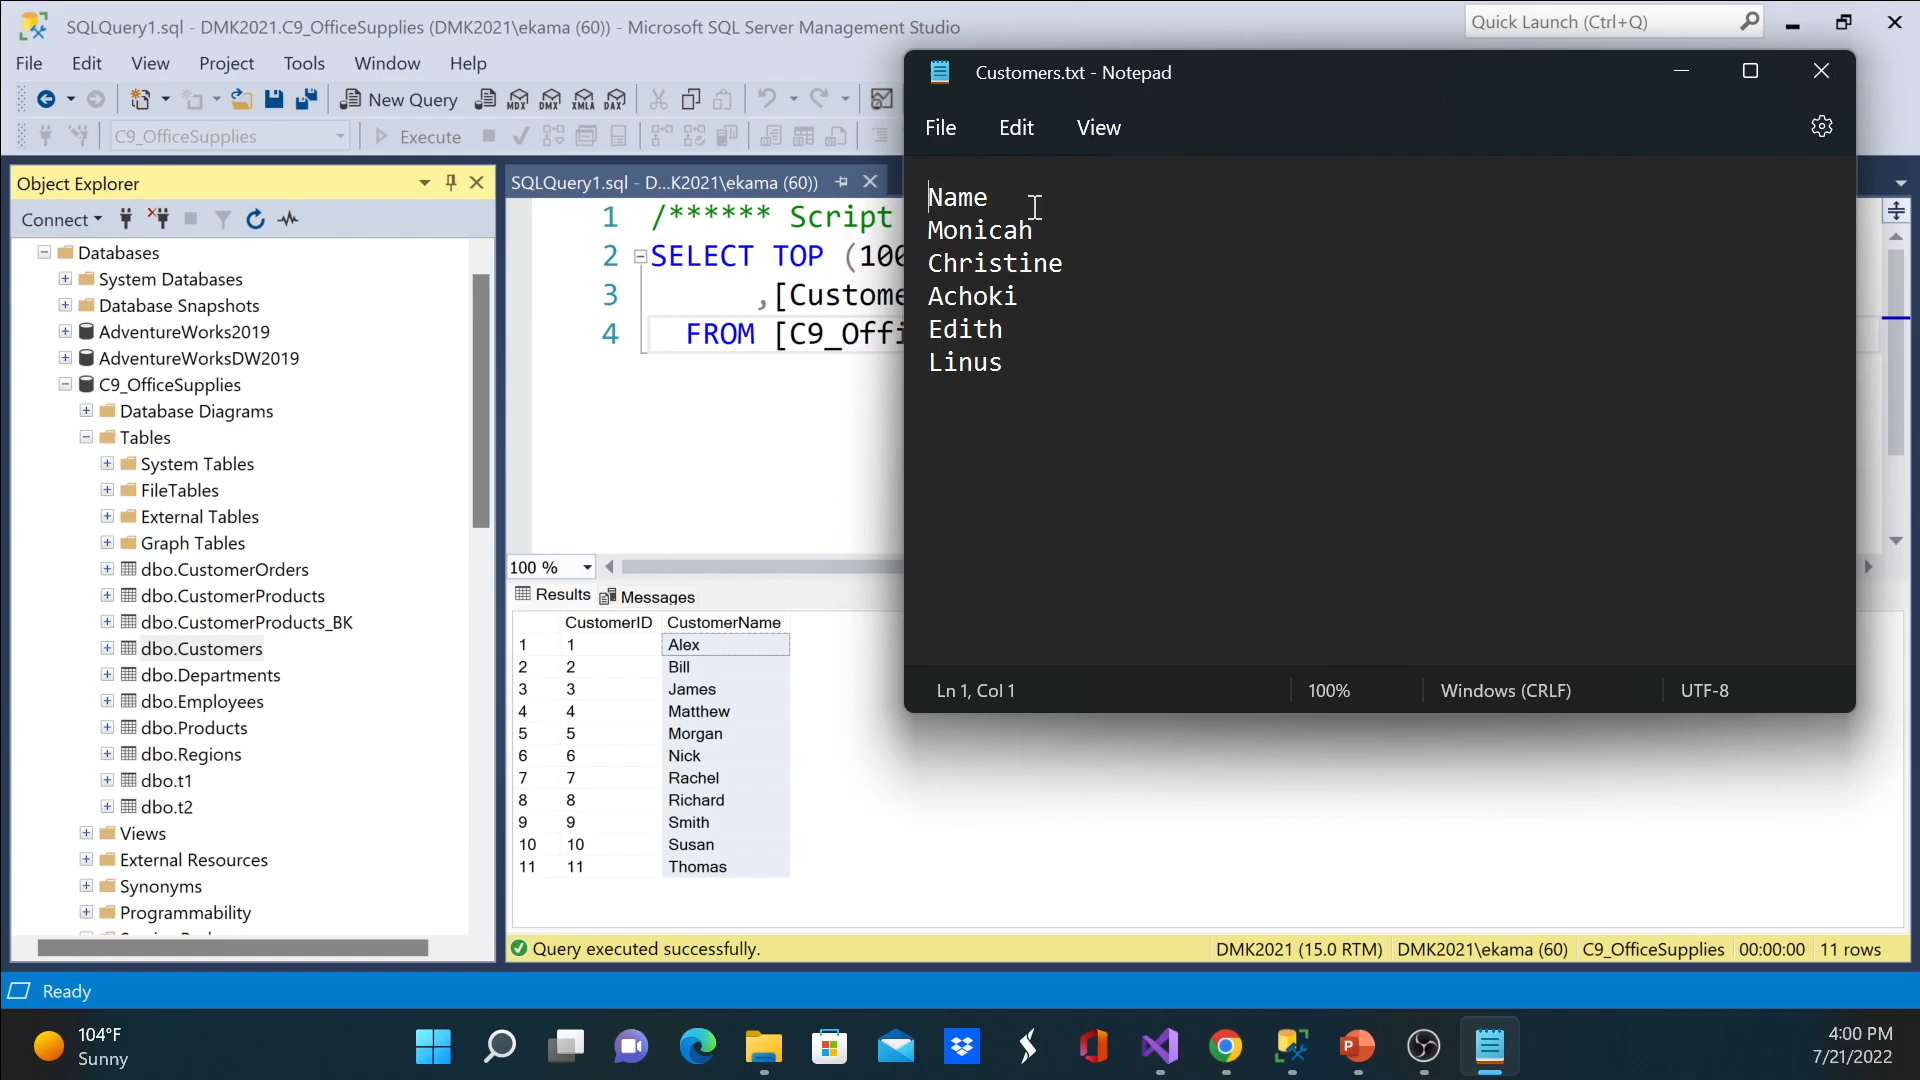 SQLQuery1.sql - DMK2021.C9_OfficeSupplies (DMK2021\ekama (60)) - Microsoft SQL Server Management Studio
Quick Launch (Ctrl+Q)
File Edit View Project Tools Window Help
New Query MDX DMX XMLA DAX
C9_OfficeSupplies Execute
Object Explorer
Connect
Databases
System Databases
Database Snapshots
AdventureWorks2019
AdventureWorksDW2019
C9_OfficeSupplies
Database Diagrams
Tables
System Tables
FileTables
External Tables
Graph Tables
dbo.CustomerOrders
dbo.CustomerProducts
dbo.CustomerProducts_BK
dbo.Customers
dbo.Departments
dbo.Employees
dbo.Products
dbo.Regions
dbo.t1
dbo.t2
Views
External Resources
Synonyms
Programmability
SQLQuery1.sql - D...K2021\ekama (60))
1 /****** Script
2 SELECT TOP (100
3 ,[Custome
4 FROM [C9_Offi
100 %
Results Messages
CustomerID CustomerName
1 1 Alex
2 2 Bill
3 3 James
4 4 Matthew
5 5 Morgan
6 6 Nick
7 7 Rachel
8 8 Richard
9 9 Smith
10 10 Susan
11 11 Thomas
Query executed successfully.
DMK2021 (15.0 RTM) DMK2021\ekama (60) C9_OfficeSupplies 00:00:00 11 rows
Customers.txt - Notepad
File Edit View
Name
Monicah
Christine
Achoki
Edith
Linus
Ln 1, Col 1 100% Windows (CRLF) UTF-8
Ready
104°F
Sunny
4:00 PM
7/21/2022